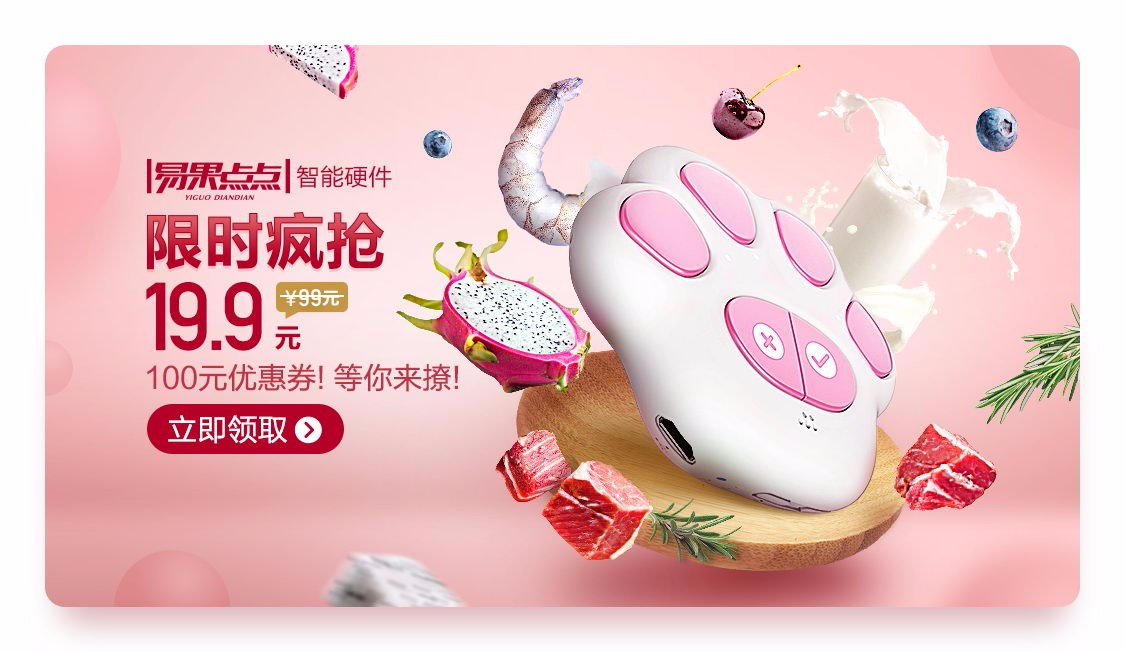 易果点点 智能硬件
YIGUO DIANDIAN
限时疯抢
19.9元 ¥99元
100元优惠券! 等你来撩!
立即领取